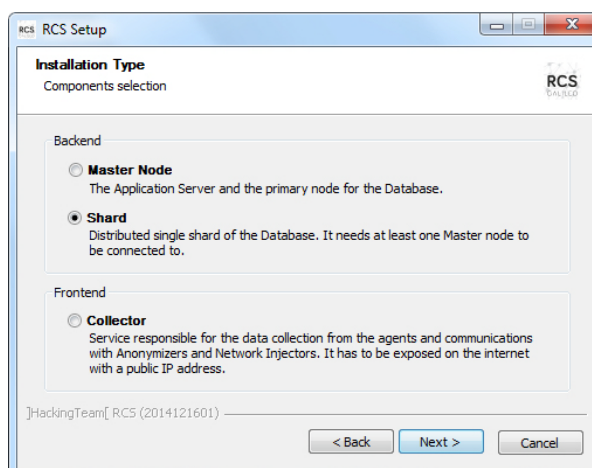 RCS RCS Setup
Installation Type
Components selection
RCS
GALILEO
Backend
Master Node
The Application Server and the primary node for the Database.
Shard
Distributed single shard of the Database. It needs at least one Master node to
be connected to.
Frontend
Collector
Service responsible for the data collection from the agents and communications
with Anonymizers and Network Injectors. It has to be exposed on the internet
with a public IP address.
]HackingTeam[ RCS (2014121601)
< Back Next > Cancel